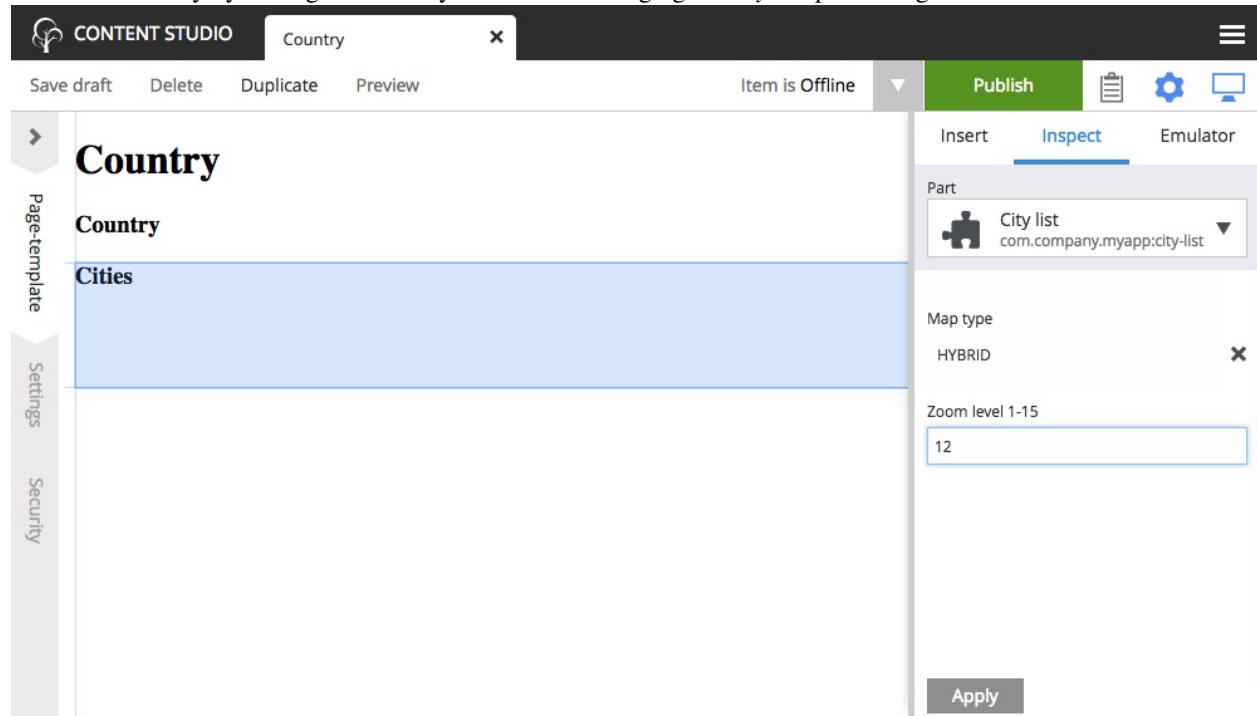 CONTENT STUDIO Country
Save draft Delete Duplicate Preview Item is Offline Publish
Insert Inspect Emulator
Page-template
Settings
Security
Country
Country
Cities
Part
City list
com.company.myapp:city-list
Map type
HYBRID
Zoom level 1-15
12
Apply